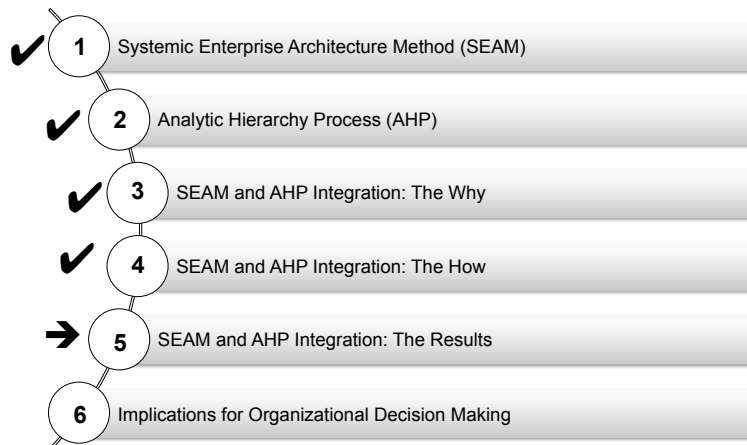 1 Systemic Enterprise Architecture Method (SEAM)
2 Analytic Hierarchy Process (AHP)
3 SEAM and AHP Integration: The Why
4 SEAM and AHP Integration: The How
5 SEAM and AHP Integration: The Results
6 Implications for Organizational Decision Making